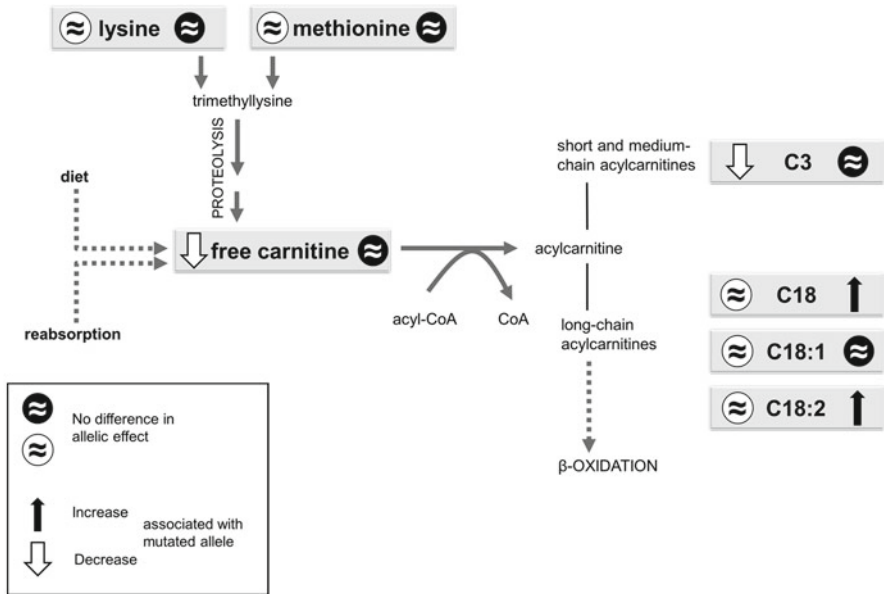 lysine
methionine
trimethyllysine
PROTEOLYSIS
diet
reabsorption
free carnitine
acyl-CoA
CoA
short and medium-
chain acylcarnitines
acylcarnitine
long-chain
acylcarnitines
β-OXIDATION
C3
C18
C18:1
C18:2
No difference in
allelic effect
Increase
associated with
mutated allele
Decrease